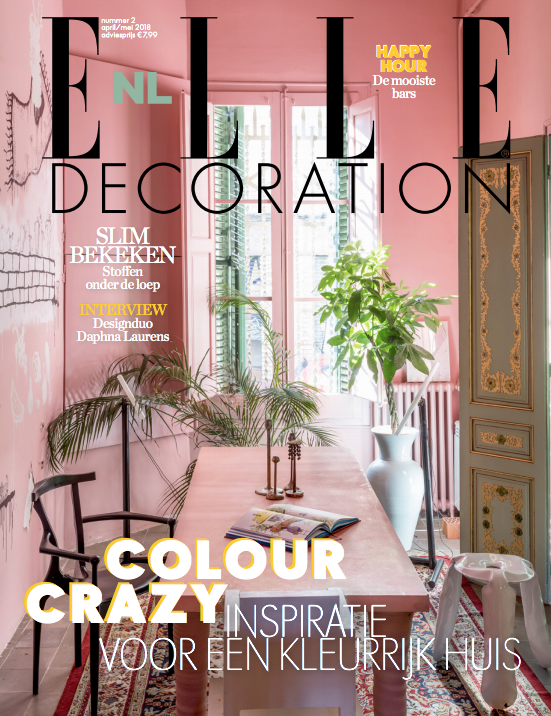 nummer 2
april/mei 2018
adviesprijs €7,99
ELLE
NL
DECORATION
HAPPY
HOUR
De mooiste
bars
SLIM
BEKEKEN
Stoffen
onder de loep
INTERVIEW
Designduo
Daphna Laurens
COLOUR
CRAZY
INSPIRATIE
VOOR EEN KLEURRIJK HUIS